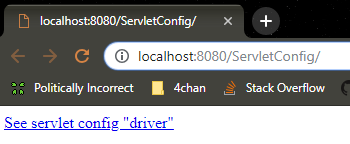 localhost:8080/ServletConfig/
localhost:8080/ServletConfig/
Politically Incorrect 4chan Stack Overflow
See servlet config "driver"